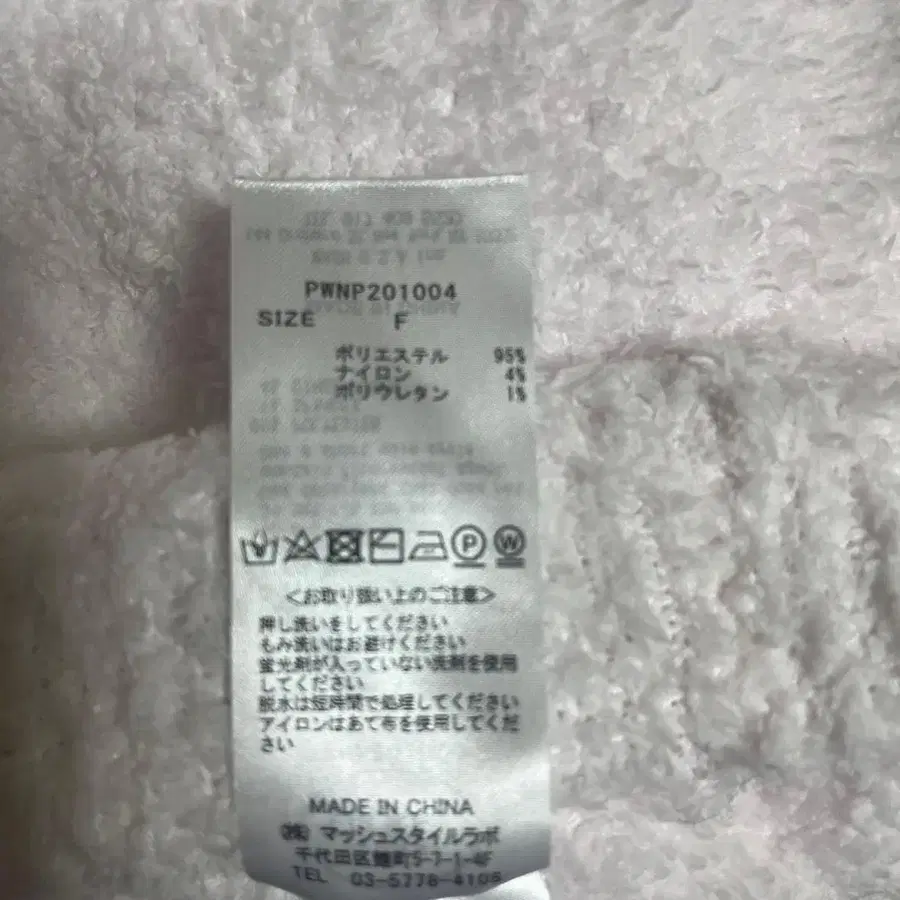 PWNP201004
SIZE F
ポリエステル 95%
ナイロン 4%
ポリウレタン 1%
P W
<お取り扱い上のご注意>
押し洗いをしてください
もみ洗いはお避けください
蛍光剤が入っていない洗剤を使用
してください
脱水は短時間で処理してください
アイロンはあて布を使用してくだ
さい
MADE IN CHINA
㈱ マッシュスタイルラボ
千代田区麹町5-7-1-4F
TEL 03-5778-4105